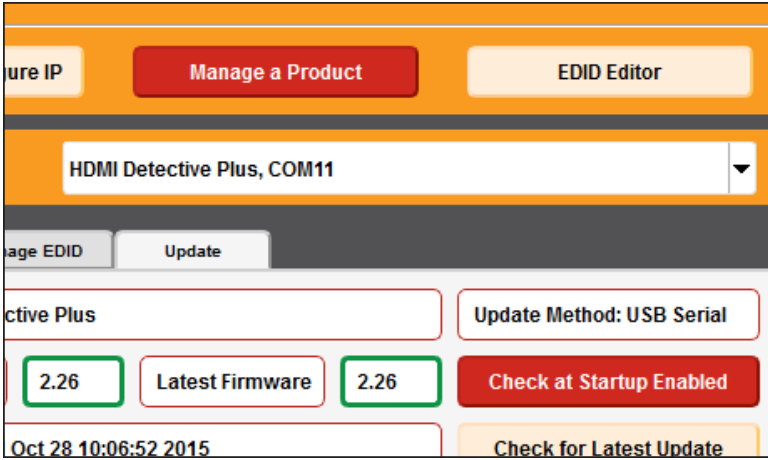 ure IP
Manage a Product
EDID Editor
HDMI Detective Plus, COM11
age EDID
Update
ctive Plus
Update Method: USB Serial
2.26
Latest Firmware
2.26
Check at Startup Enabled
Oct 28 10:06:52 2015
Check for Latest Update